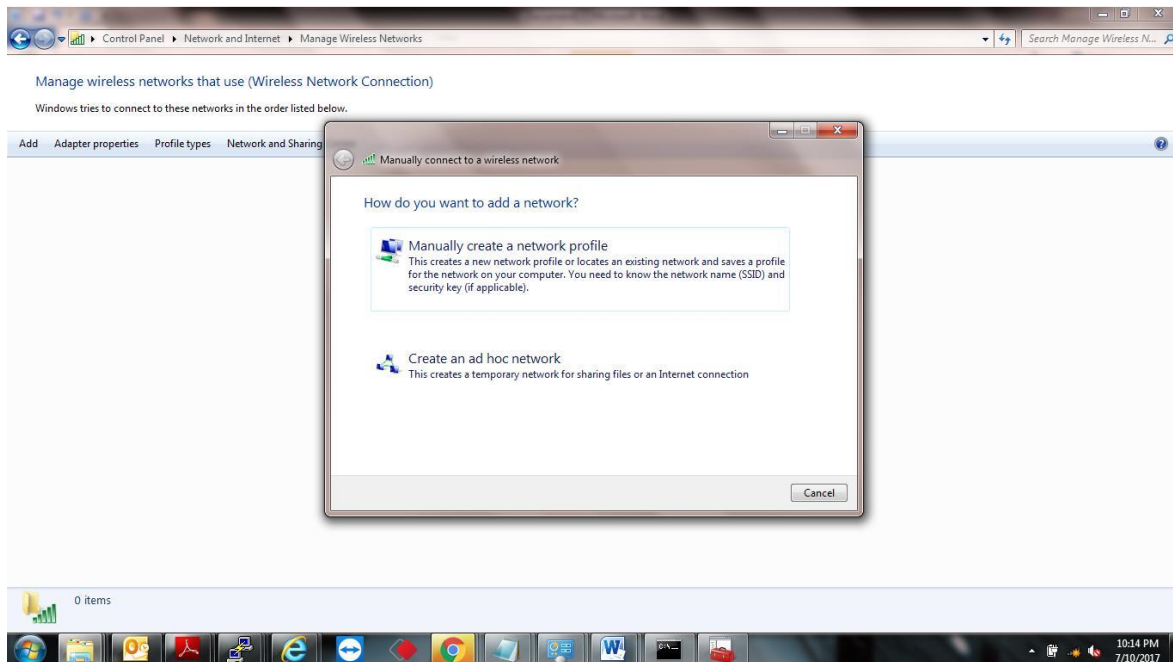 Control Panel ▸ Network and Internet ▸ Manage Wireless Networks
Search Manage Wireless N...
Manage wireless networks that use (Wireless Network Connection)
Windows tries to connect to these networks in the order listed below.
Add Adapter properties Profile types Network and Sharing
Manually connect to a wireless network
How do you want to add a network?
Manually create a network profile
This creates a new network profile or locates an existing network and saves a profile
for the network on your computer. You need to know the network name (SSID) and
security key (if applicable).
Create an ad hoc network
This creates a temporary network for sharing files or an Internet connection
Cancel
0 items
10:14 PM
7/10/2017